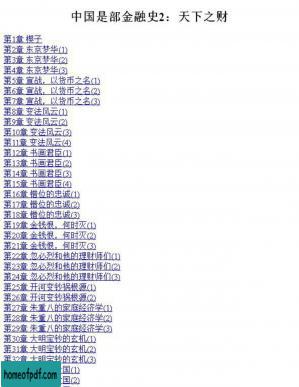 中国是部金融史2：天下之财
第1章 楔子
第2章 东京梦华(1)
第3章 东京梦华(2)
第4章 东京梦华(3)
第5章 宣战，以货币之名(1)
第6章 宣战，以货币之名(2)
第7章 宣战，以货币之名(3)
第8章 变法风云(1)
第9章 变法风云(2)
第10章 变法风云(3)
第11章 变法风云(4)
第12章 书画君臣(1)
第13章 书画君臣(2)
第14章 书画君臣(3)
第15章 书画君臣(4)
第16章 错位的忠诚(1)
第17章 错位的忠诚(2)
第18章 错位的忠诚(3)
第19章 金钱恨，何时灭(1)
第20章 金钱恨，何时灭(2)
第21章 金钱恨，何时灭(3)
第22章 忽必烈和他的理财师们(1)
第23章 忽必烈和他的理财师们(2)
第24章 忽必烈和他的理财师们(3)
第25章 开河变钞祸根源(1)
第26章 开河变钞祸根源(2)
第27章 朱重八的家庭经济学(1)
第28章 朱重八的家庭经济学(2)
第29章 朱重八的家庭经济学(3)
第30章 大明宝钞的玄机(1)
第31章 大明宝钞的玄机(2)
第32章 大明宝钞的玄机(3)
国(1)
国(2)
homeofpdf.com